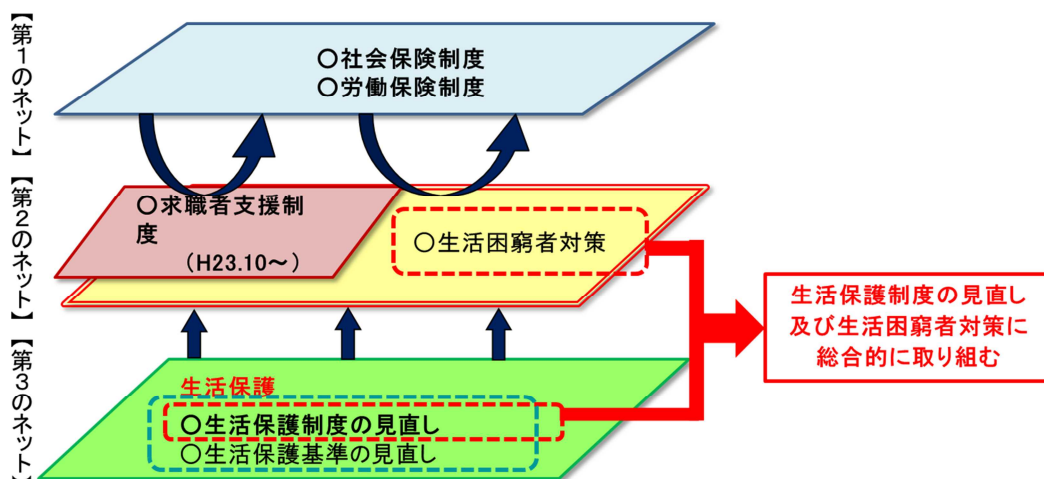 【第１のネット】
○社会保険制度
○労働保険制度
【第２のネット】
○求職者支援制
度
（H23.10～）
○生活困窮者対策
生活保護制度の見直し
及び生活困窮者対策に
総合的に取り組む
【第３のネット】
生活保護
○生活保護制度の見直し
○生活保護基準の見直し